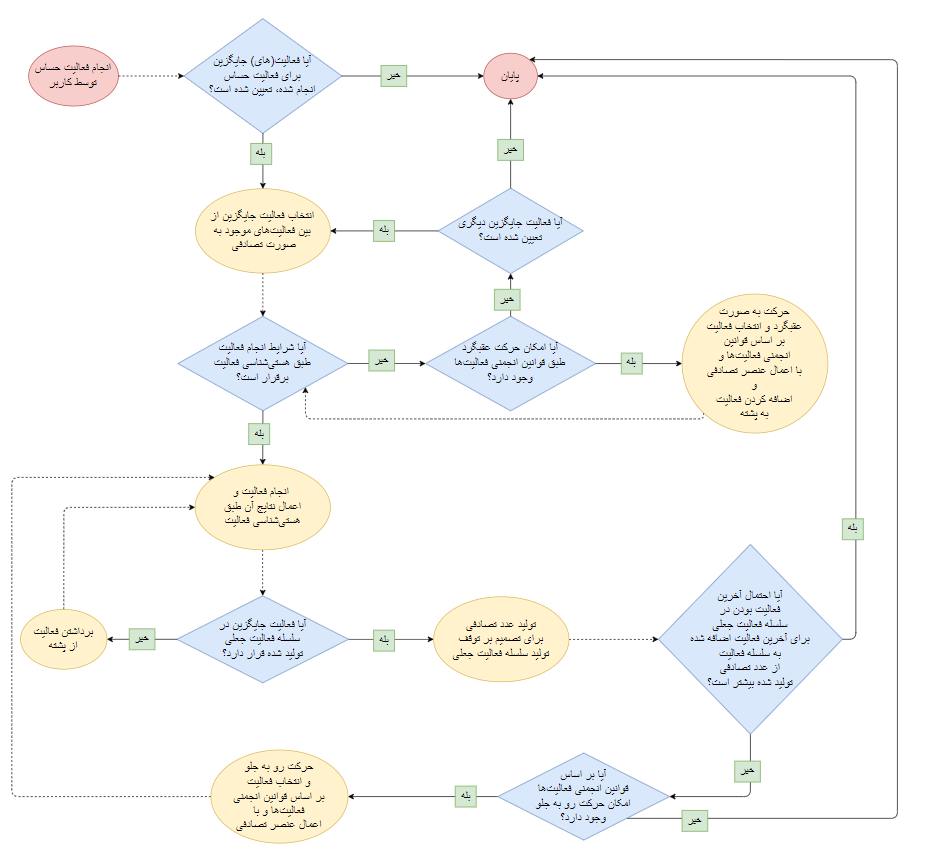 انجام فعالیت حساس
توسط کاربر
آیا فعالیت(های) جایگزین
برای فعالیت حساس
انجام شده، تعیین شده است؟
خیر
پایان
بله
خیر
انتخاب فعالیت جایگزین از
بین فعالیت‌های موجود به
صورت تصادفی
بله
آیا فعالیت جایگزین دیگری
تعیین شده است؟
خیر
آیا شرایط انجام فعالیت
طبق هستی‌شناسی فعالیت
برقرار است؟
خیر
آیا امکان حرکت عقبگرد
طبق قوانین انجمنی فعالیت‌ها
وجود دارد؟
بله
حرکت به صورت
عقبگرد و انتخاب فعالیت
بر اساس قوانین
انجمنی فعالیت‌ها و
با اعمال عنصر تصادفی
و
اضافه کردن فعالیت
به پشته
بله
انجام فعالیت و
اعمال نتایج آن طبق
هستی‌شناسی فعالیت
بله
برداشتن فعالیت
از پشته
خیر
آیا فعالیت جایگزین در
سلسله فعالیت جعلی
تولید شده قرار دارد؟
بله
تولید عدد تصادفی
برای تصمیم بر توقف
تولید سلسله فعالیت جعلی
آیا احتمال آخرین
فعالیت بودن در
سلسله فعالیت جعلی
برای آخرین فعالیت اضافه شده
به سلسله فعالیت
از عدد تصادفی
تولید شده بیشتر است؟
خیر
حرکت رو به جلو
و انتخاب فعالیت
بر اساس قوانین انجمنی
فعالیت‌ها و با
اعمال عنصر تصادفی
بله
آیا بر اساس
قوانین انجمنی فعالیت‌ها
امکان حرکت رو به جلو
وجود دارد؟
خیر